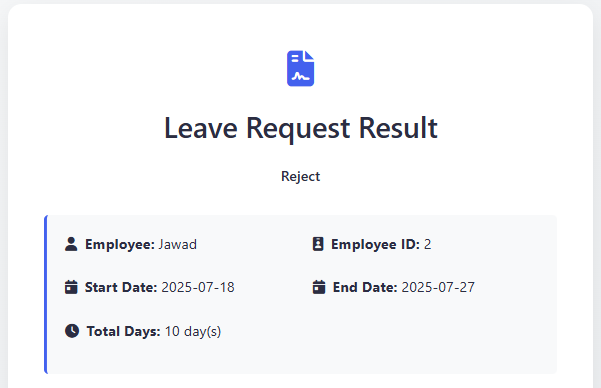 Leave Request Result
Reject
Employee: Jawad
Employee ID: 2
Start Date: 2025-07-18
End Date: 2025-07-27
Total Days: 10 day(s)